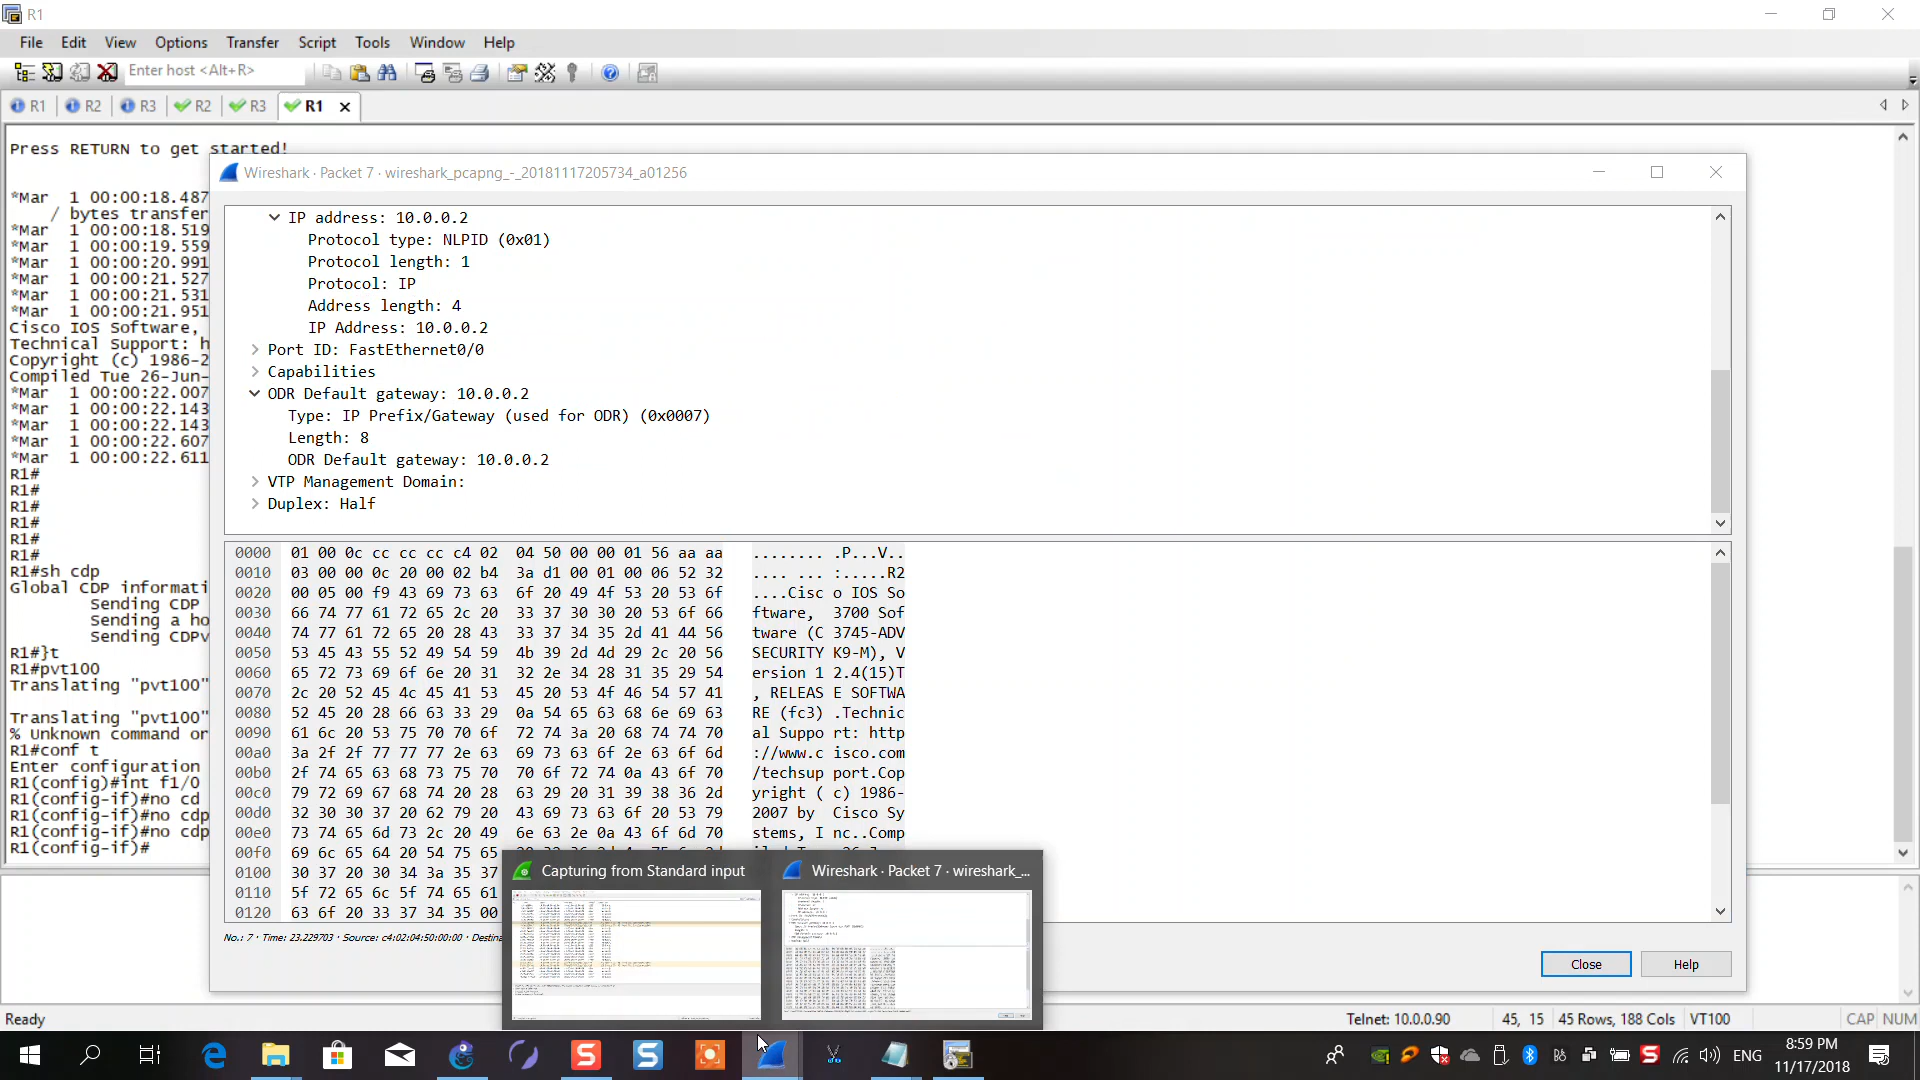 R1
File Edit View Options Transfer Script Tools Window Help
Enter host <Alt+R>
R1 R2 R3 R2 R3 R1
Press RETURN to get started!
*Mar  1 00:00:18.487
/ bytes transfer
*Mar  1 00:00:18.519
*Mar  1 00:00:19.559
*Mar  1 00:00:20.991
*Mar  1 00:00:21.527
*Mar  1 00:00:21.531
*Mar  1 00:00:21.951
Cisco IOS Software,
Technical Support: h
Copyright (c) 1986-2
Compiled Tue 26-Jun-
*Mar  1 00:00:22.007
*Mar  1 00:00:22.143
*Mar  1 00:00:22.143
*Mar  1 00:00:22.607
*Mar  1 00:00:22.611
R1#
R1#
R1#
R1#
R1#
R1#
R1#sh cdp
Global CDP informati
Sending CDP
Sending a ho
Sending CDPv
R1#}t
R1#pvt100
Translating "pvt100"
Translating "pvt100"
% Unknown command or
R1#conf t
Enter configuration
R1(config)#int f1/0
R1(config-if)#no cd
R1(config-if)#no cdp
R1(config-if)#no cdp
R1(config-if)#
Wireshark · Packet 7 · wireshark_pcapng_-_20181117205734_a01256
IP address: 10.0.0.2
Protocol type: NLPID (0x01)
Protocol length: 1
Protocol: IP
Address length: 4
IP Address: 10.0.0.2
Port ID: FastEthernet0/0
Capabilities
ODR Default gateway: 10.0.0.2
Type: IP Prefix/Gateway (used for ODR) (0x0007)
Length: 8
ODR Default gateway: 10.0.0.2
VTP Management Domain:
Duplex: Half
0000 01 00 0c cc cc cc c4 02 04 50 00 00 01 56 aa aa ........ .P...V..
0010 03 00 00 0c 20 00 02 b4 3a d1 00 01 00 06 52 32 .... ... :.....R2
0020 00 05 00 f9 43 69 73 63 6f 20 49 4f 53 20 53 6f ....Cisc o IOS So
0030 66 74 77 61 72 65 2c 20 33 37 30 30 20 53 6f 66 ftware, 3700 Sof
0040 74 77 61 72 65 20 28 43 33 37 34 35 2d 41 44 56 tware (C 3745-ADV
0050 53 45 43 55 52 49 54 59 4b 39 2d 4d 29 2c 20 56 SECURITY K9-M), V
0060 65 72 73 69 6f 6e 20 31 32 2e 34 28 31 35 29 54 ersion 1 2.4(15)T
0070 2c 20 52 45 4c 45 41 53 45 20 53 4f 46 54 57 41 , RELEAS E SOFTWA
0080 52 45 20 28 66 63 33 29 0a 54 65 63 68 6e 69 63 RE (fc3) .Technic
0090 61 6c 20 53 75 70 70 6f 72 74 3a 20 68 74 74 70 al Suppo rt: http
00a0 3a 2f 2f 77 77 77 2e 63 69 73 63 6f 2e 63 6f 6d ://www.c isco.com
00b0 2f 74 65 63 68 73 75 70 70 6f 72 74 0a 43 6f 70 /techsup port.Cop
00c0 79 72 69 67 68 74 20 28 63 29 20 31 39 38 36 2d yright ( c) 1986-
00d0 32 30 30 37 20 62 79 20 43 69 73 63 6f 20 53 79 2007 by Cisco Sy
00e0 73 74 65 6d 73 2c 20 49 6e 63 2e 0a 43 6f 6d 70 stems, I nc..Comp
00f0 69 6c 65 64 20 54 75 65
0100 30 37 20 30 34 3a 35 37
0110 5f 72 65 6c 5f 74 65 61
0120 63 6f 20 33 37 34 35 00
No.: 7 · Time: 23.229703 · Source: c4:02:04:50:00:00 · Destina
Capturing from Standard input
Wireshark · Packet 7 · wireshark_...
Close Help
Ready Telnet: 10.0.0.90 45, 15 45 Rows, 188 Cols VT100 CAP NUM
ENG
8:59 PM
11/17/2018